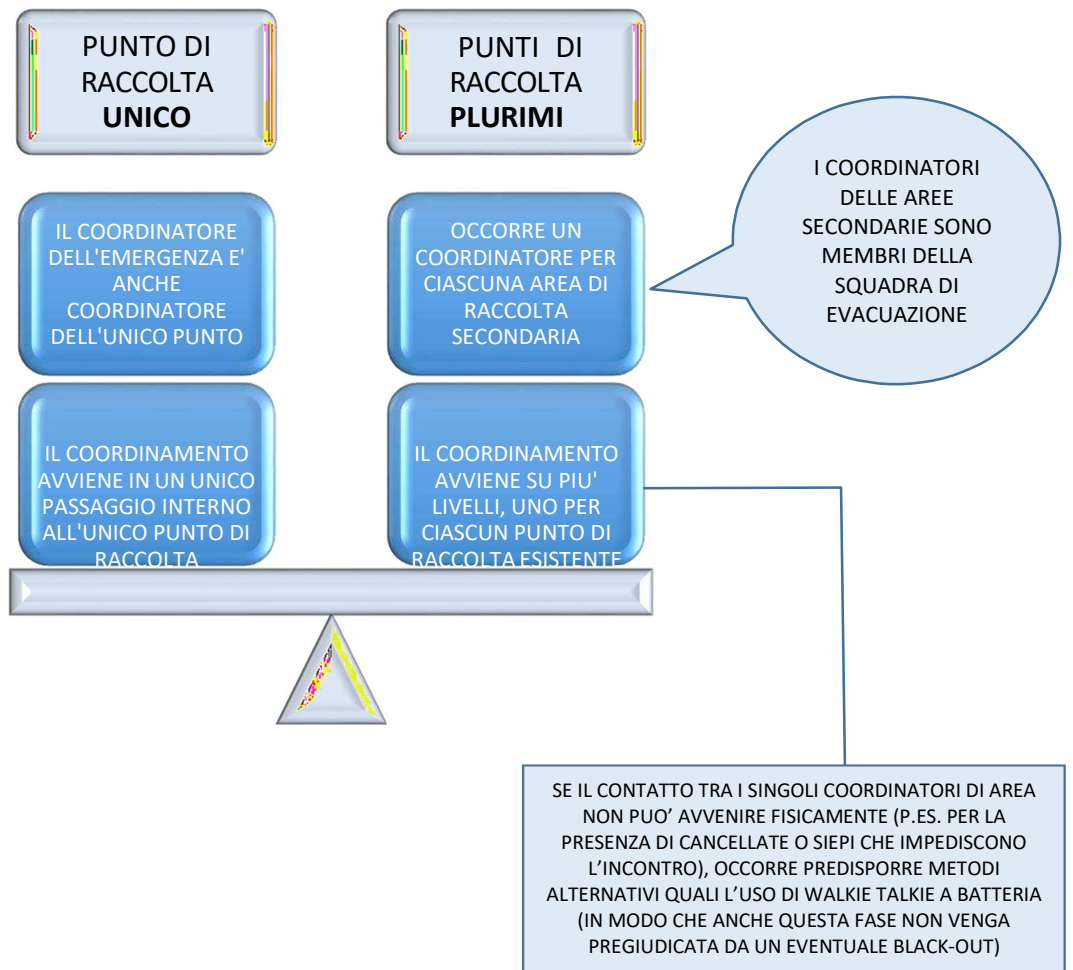 PUNTO DI
RACCOLTA
UNICO
PUNTI DI
RACCOLTA
PLURIMI
IL COORDINATORE
DELL'EMERGENZA E'
ANCHE
COORDINATORE
DELL'UNICO PUNTO
OCCORRE UN
COORDINATORE PER
CIASCUNA AREA DI
RACCOLTA
SECONDARIA
I COORDINATORI
DELLE AREE
SECONDARIE SONO
MEMBRI DELLA
SQUADRA DI
EVACUAZIONE
IL COORDINAMENTO
AVVIENE IN UN UNICO
PASSAGGIO INTERNO
ALL'UNICO PUNTO DI
RACCOLTA
IL COORDINAMENTO
AVVIENE SU PIU'
LIVELLI, UNO PER
CIASCUN PUNTO DI
RACCOLTA ESISTENTE
SE IL CONTATTO TRA I SINGOLI COORDINATORI DI AREA
NON PUO’ AVVENIRE FISICAMENTE (P.ES. PER LA
PRESENZA DI CANCELLATE O SIEPI CHE IMPEDISCONO
L’INCONTRO), OCCORRE PREDISPORRE METODI
ALTERNATIVI QUALI L’USO DI WALKIE TALKIE A BATTERIA
(IN MODO CHE ANCHE QUESTA FASE NON VENGA
PREGIUDICATA DA UN EVENTUALE BLACK-OUT)